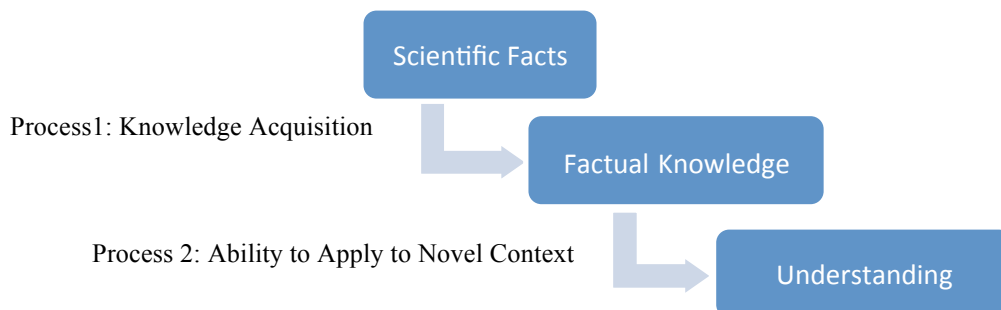 Scientific Facts
Process1: Knowledge Acquisition
Factual Knowledge
Process 2: Ability to Apply to Novel Context
Understanding